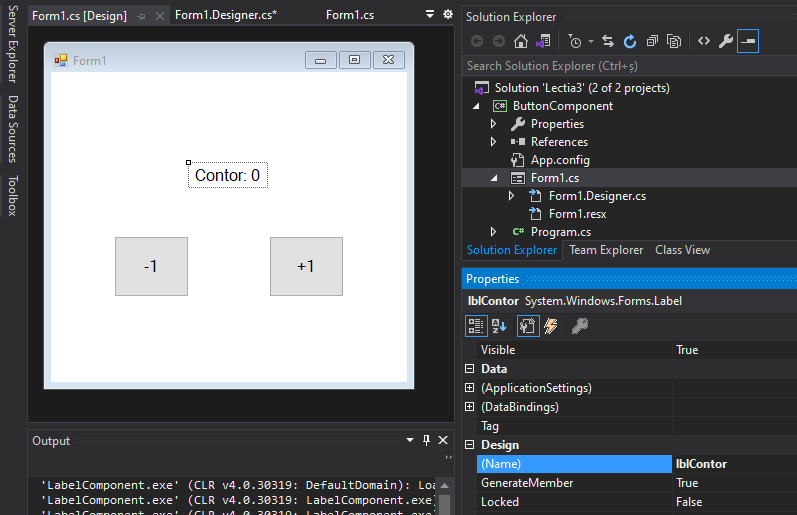 Server Explorer
Data Sources
Toolbox
Form1.cs [Design]
Form1.Designer.cs*
Form1.cs
Form1
Contor: 0
-1
+1
Output
'LabelComponent.exe' (CLR v4.0.30319: DefaultDomain): Loa
'LabelComponent.exe' (CLR v4.0.30319: LabelComponent.exe)
'LabelComponent.exe' (CLR v4.0.30319: LabelComponent.exe)
Solution Explorer
Search Solution Explorer (Ctrl+ş)
Solution 'Lectia3' (2 of 2 projects)
C# ButtonComponent
Properties
References
App.config
Form1.cs
Form1.Designer.cs
Form1.resx
C# Program.cs
Solution Explorer Team Explorer Class View
Properties
lblContor System.Windows.Forms.Label
Visible True
Data
(ApplicationSettings)
(DataBindings)
Tag
Design
(Name) lblContor
GenerateMember True
Locked False